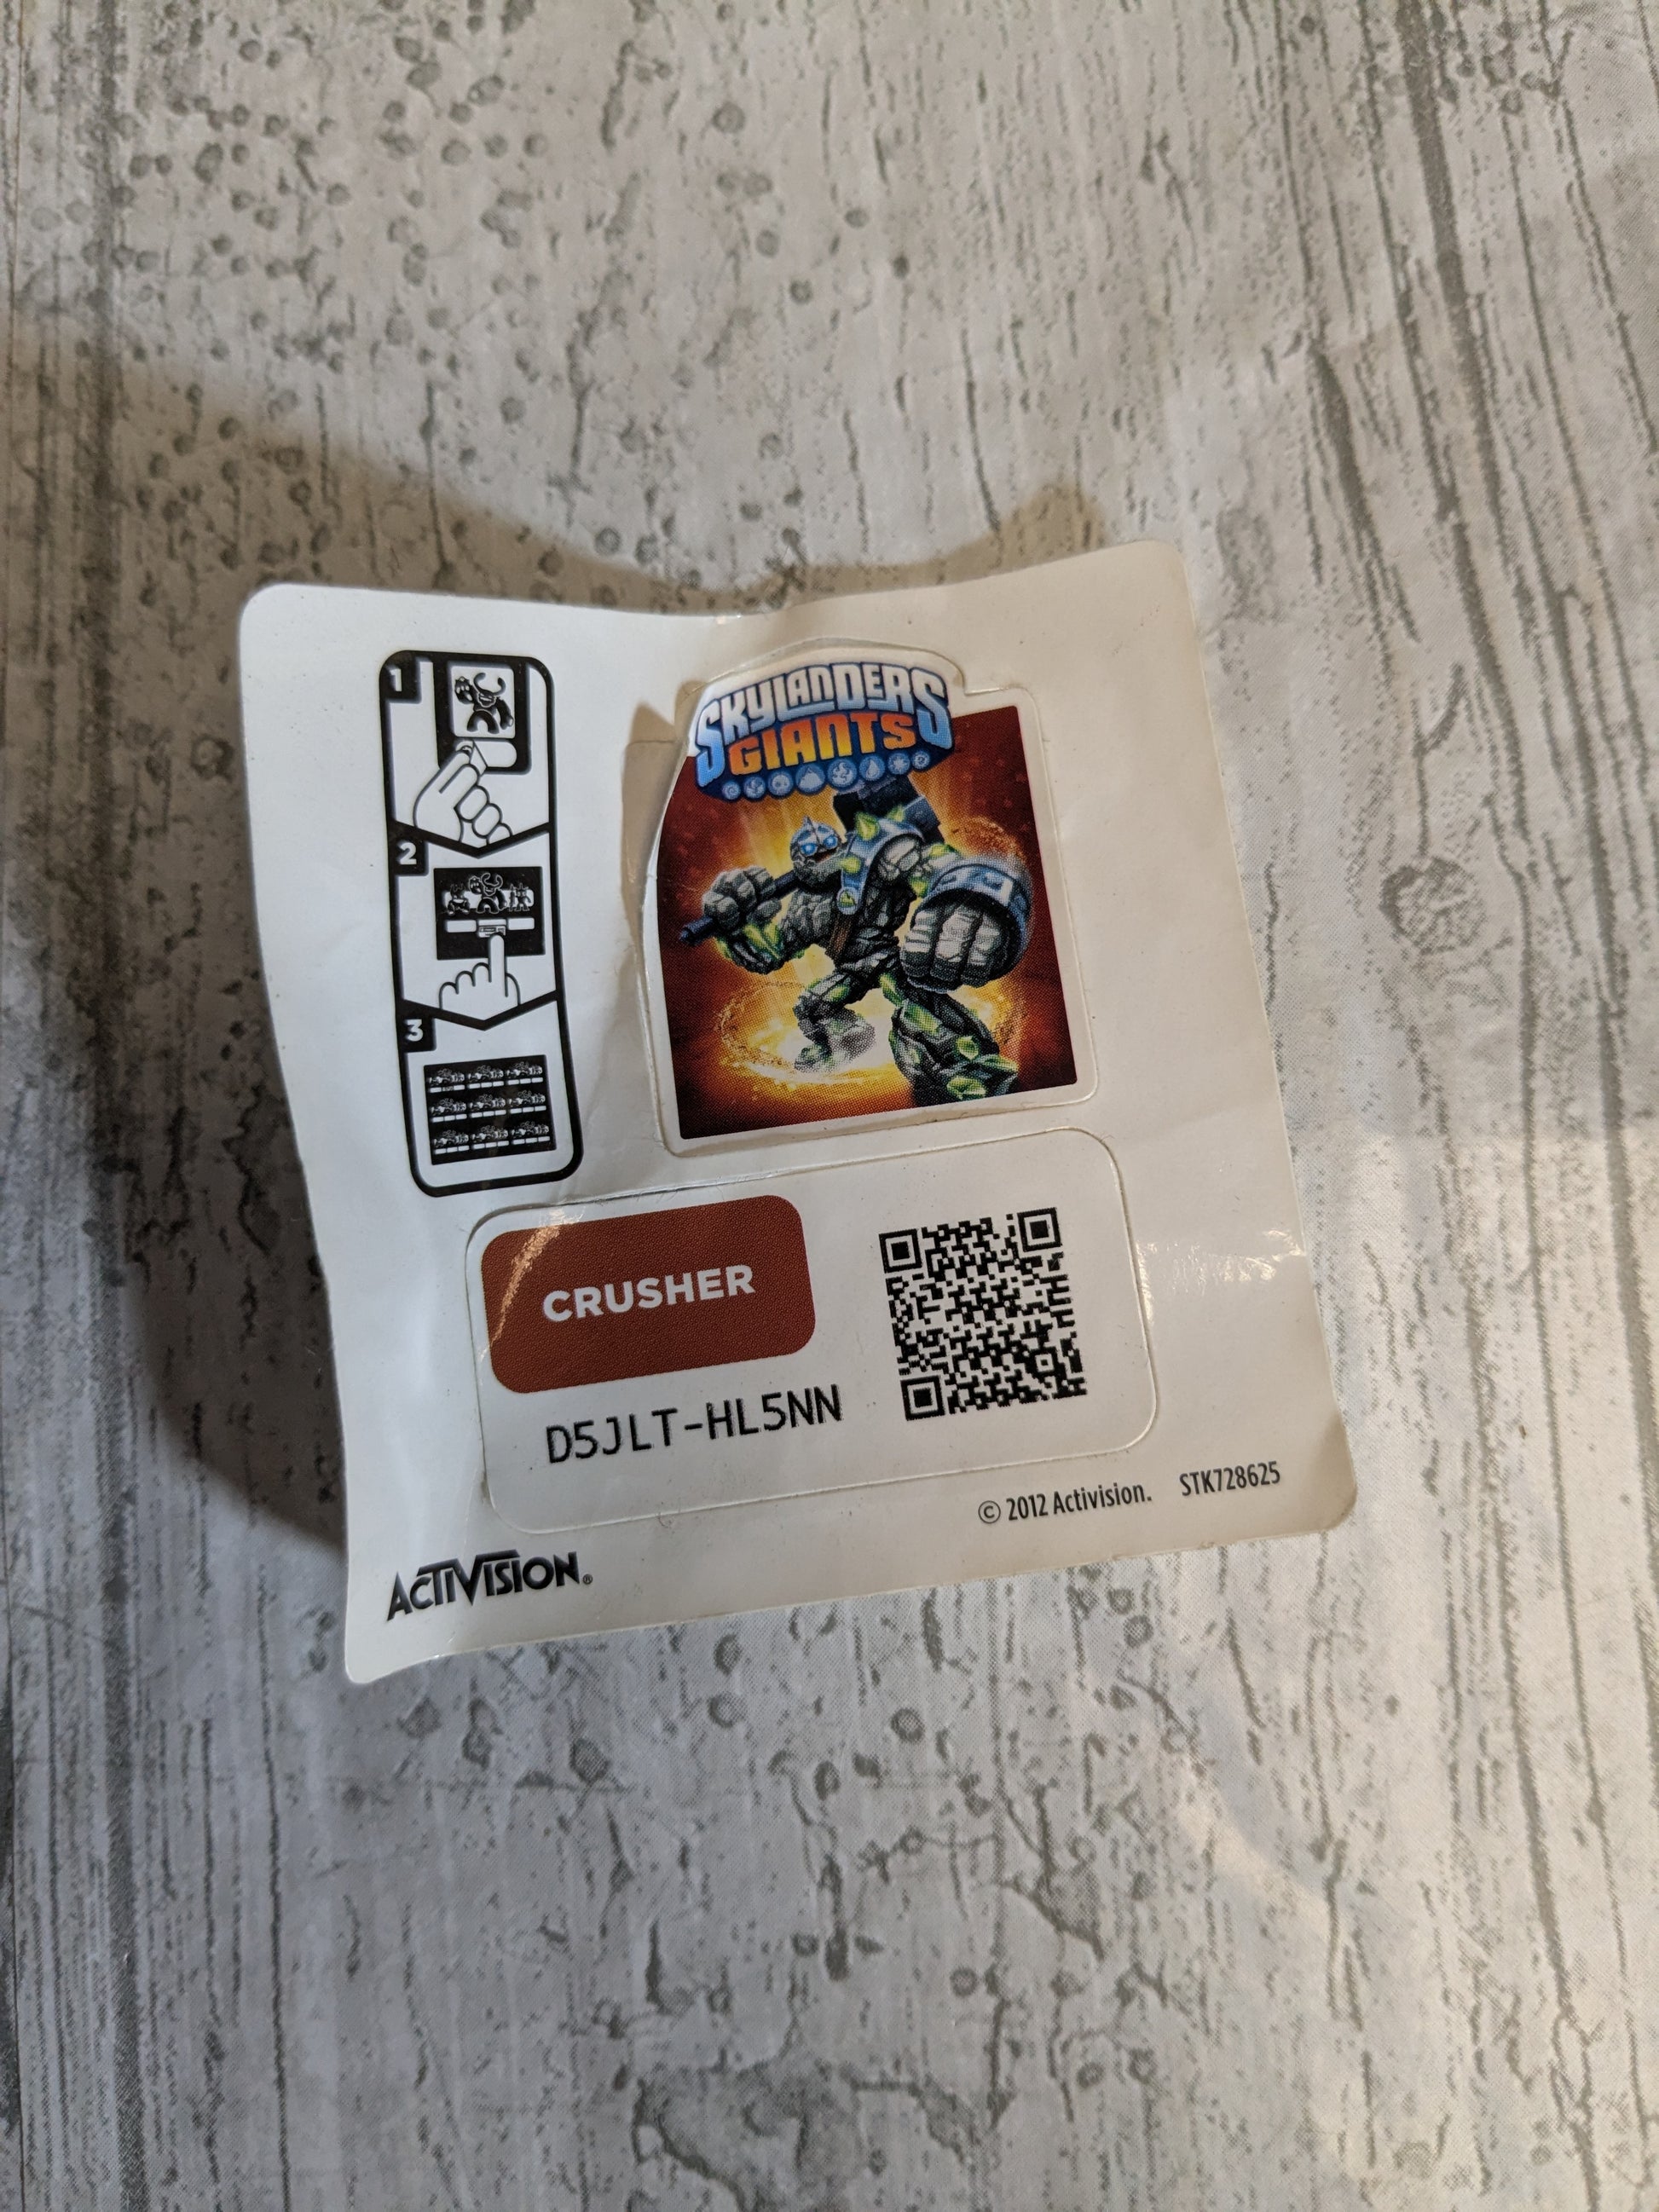 1
2
3
SKYLANDERS
GIANTS
CRUSHER
D5JLT-HL5NN
© 2012 Activision. STK728625
ACTIVISION®